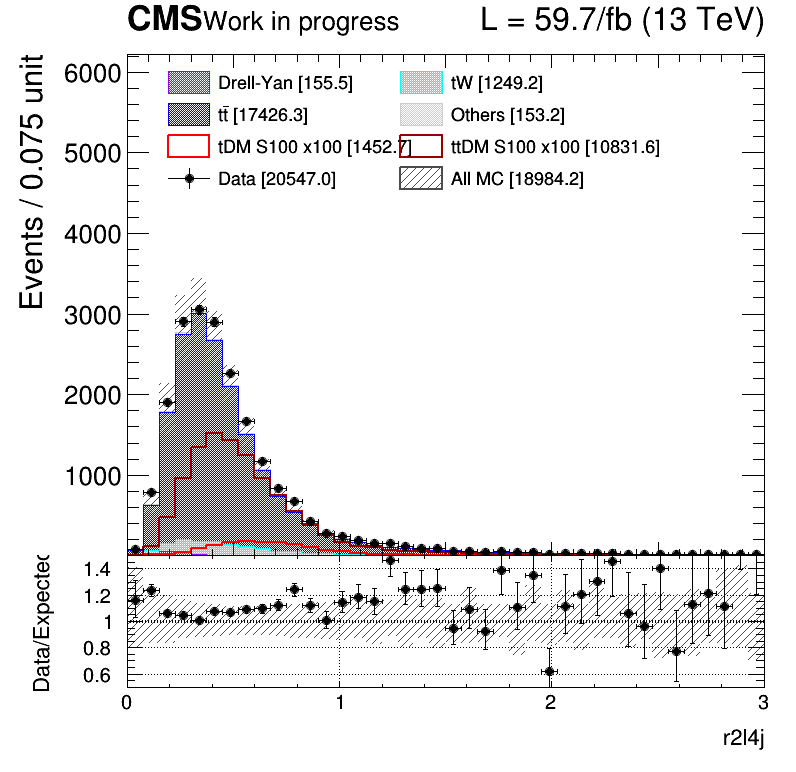 CMS Work in progress L = 59.7/fb (13 TeV)
Events / 0.075 unit
6000
5000
4000
3000
2000
1000
Drell-Yan [155.5] tW [1249.2]
tt̄ [17426.3] Others [153.2]
tDM S100 x100 [1452.7] ttDM S100 x100 [10831.6]
Data [20547.0] All MC [18984.2]
Data/Expected
1.4
1.2
1
0.8
0.6
0 1 2 3
r2l4j